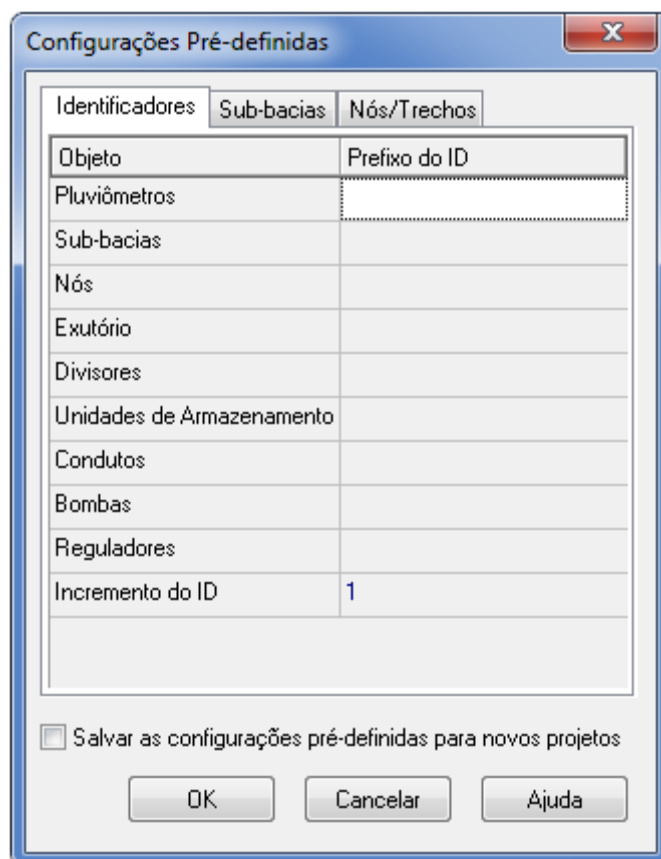 Configurações Pré-definidas
Identificadores Sub-bacias Nós/Trechos
Objeto Prefixo do ID
Pluviômetros
Sub-bacias
Nós
Exutório
Divisores
Unidades de Armazenamento
Condutos
Bombas
Reguladores
Incremento do ID 1
Salvar as configurações pré-definidas para novos projetos
OK Cancelar Ajuda